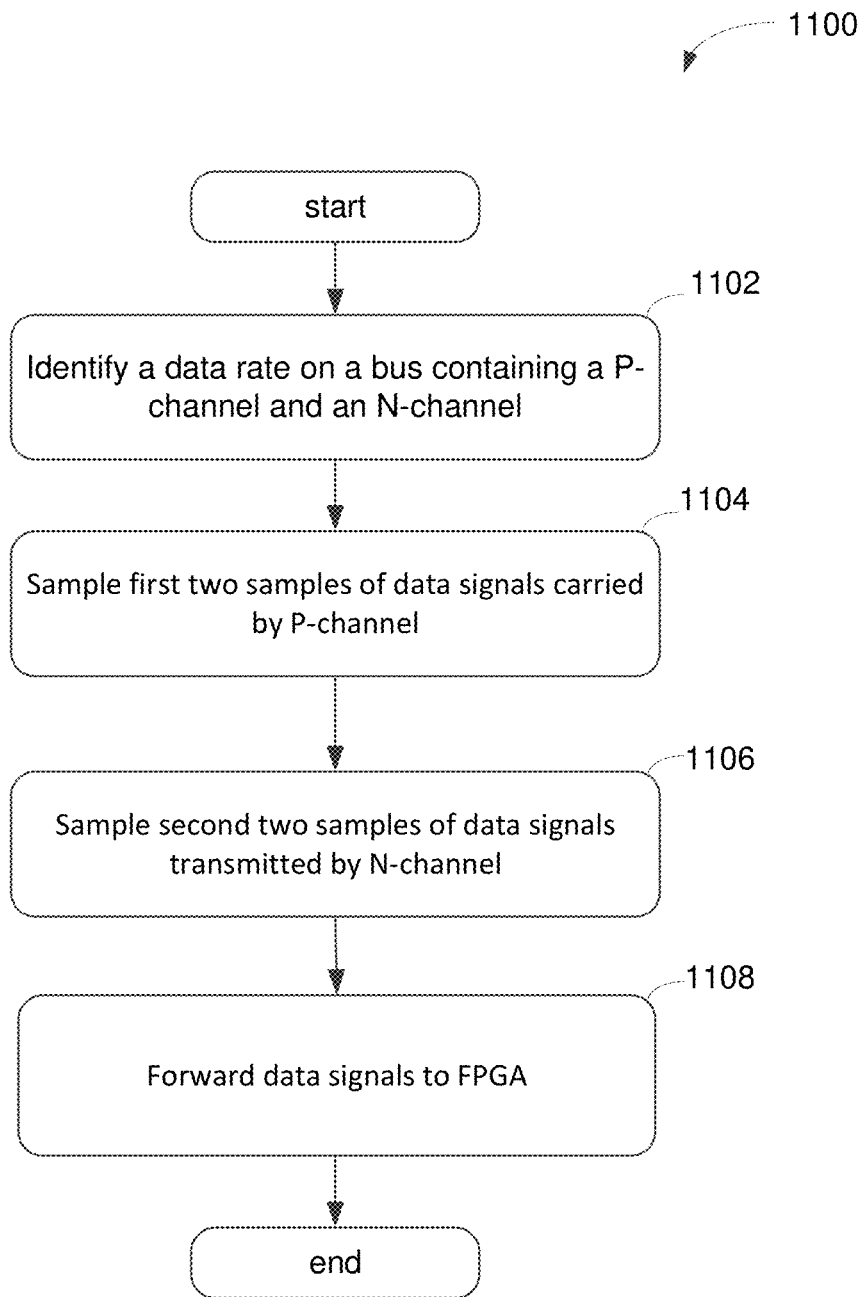 1100
start
1102
Identify a data rate on a bus containing a P-
channel and an N-channel
1104
Sample first two samples of data signals carried
by P-channel
1106
Sample second two samples of data signals
transmitted by N-channel
1108
Forward data signals to FPGA
end